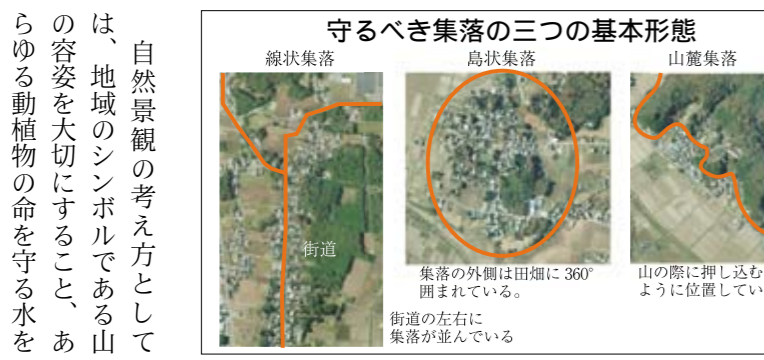 自然景観の考え方として
は、地域のシンボルである山
の容姿を大切にすること、あ
らゆる動植物の命を守る水を
守るべき集落の三つの基本形態
線状集落
街道
街道の左右に
集落が並んでいる
島状集落
集落の外側は田畑に 360°
囲まれている。
山麓集落
山の際に押し込む
ように位置してい